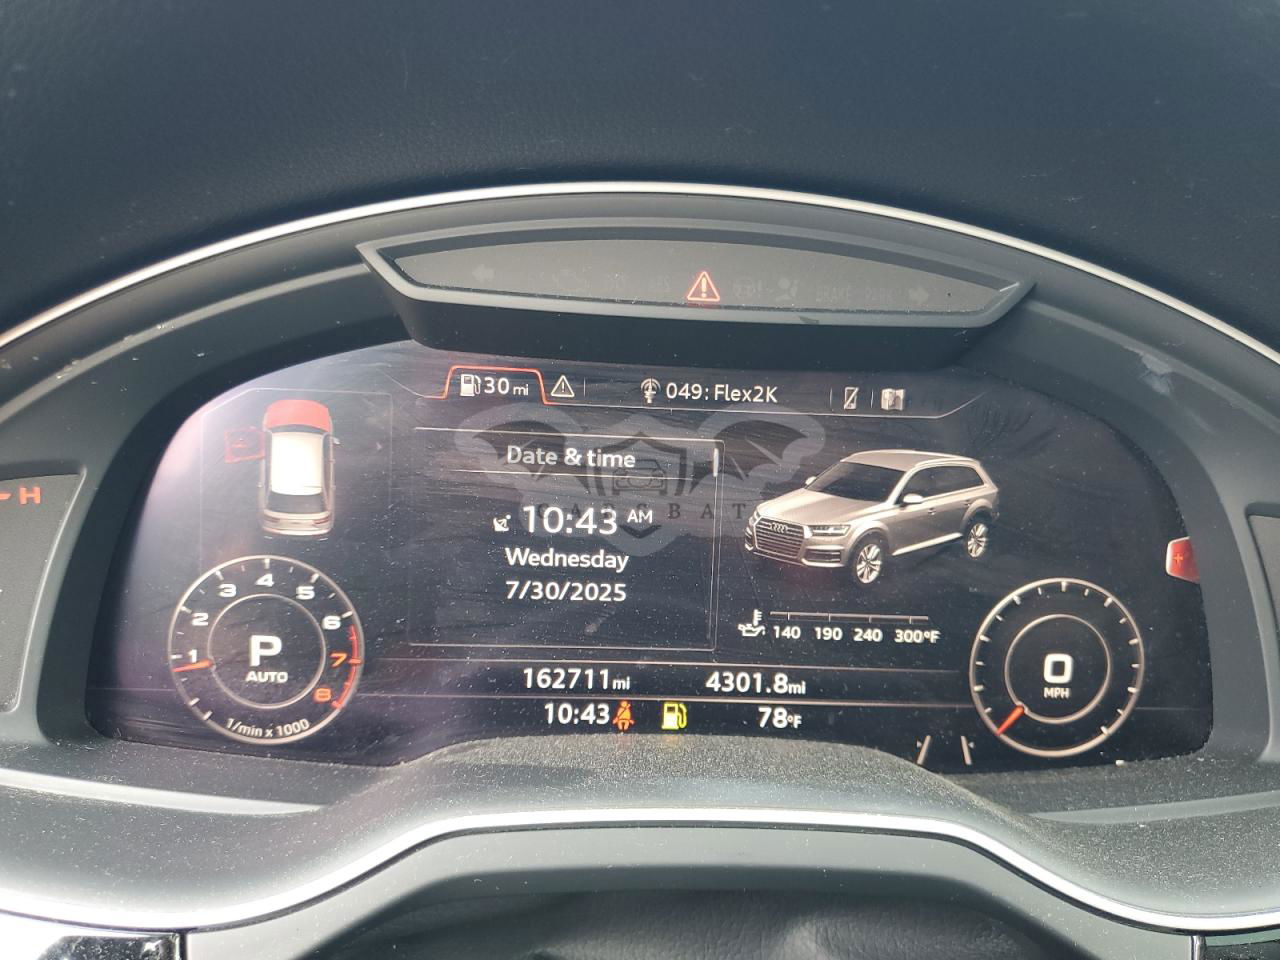 30 mi
049: Flex2K
Date & time
CARSBAT
10:43 AM
Wednesday
7/30/2025
H
1
2
3
4
5
6
7
8
P
AUTO
1/min x 1000
140 190 240 300°F
0
MPH
162711 mi
4301.8 mi
10:43
78°F